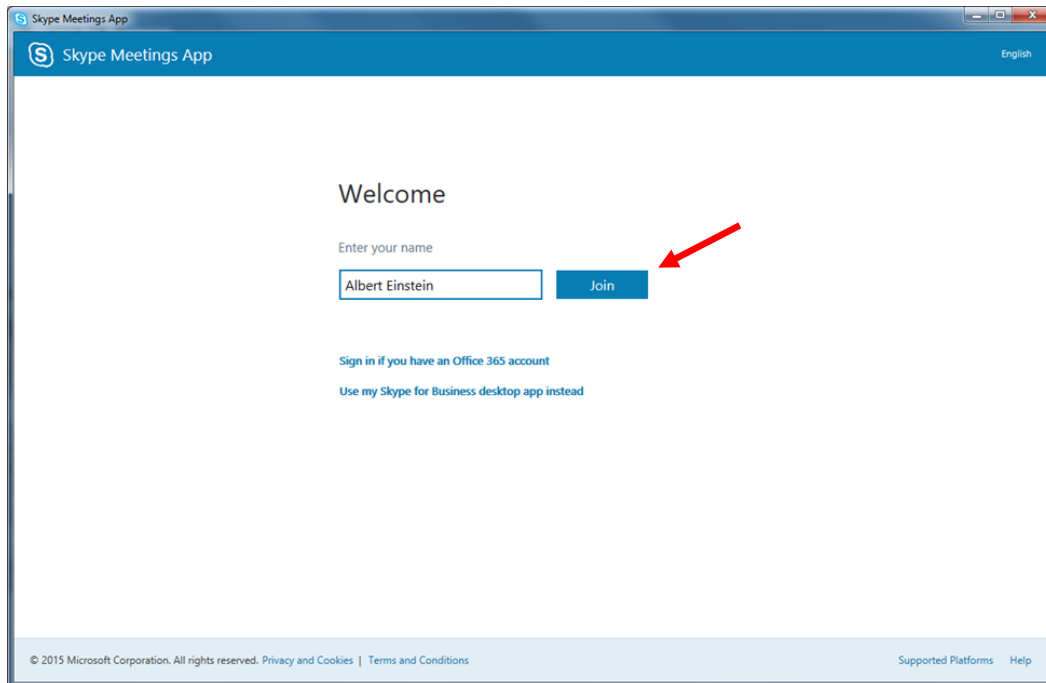 Skype Meetings App
Skype Meetings App
English
Welcome
Enter your name
Albert Einstein
Join
Sign in if you have an Office 365 account
Use my Skype for Business desktop app instead
© 2015 Microsoft Corporation. All rights reserved. Privacy and Cookies | Terms and Conditions
Supported Platforms Help